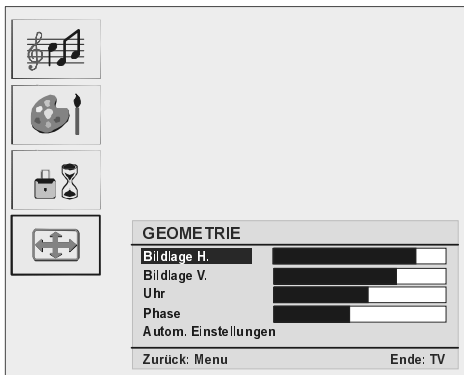 GEOMETRIE
Bildlage H.
Bildlage V.
Uhr
Phase
Autom. Einstellungen
Zurück: Menu Ende: TV